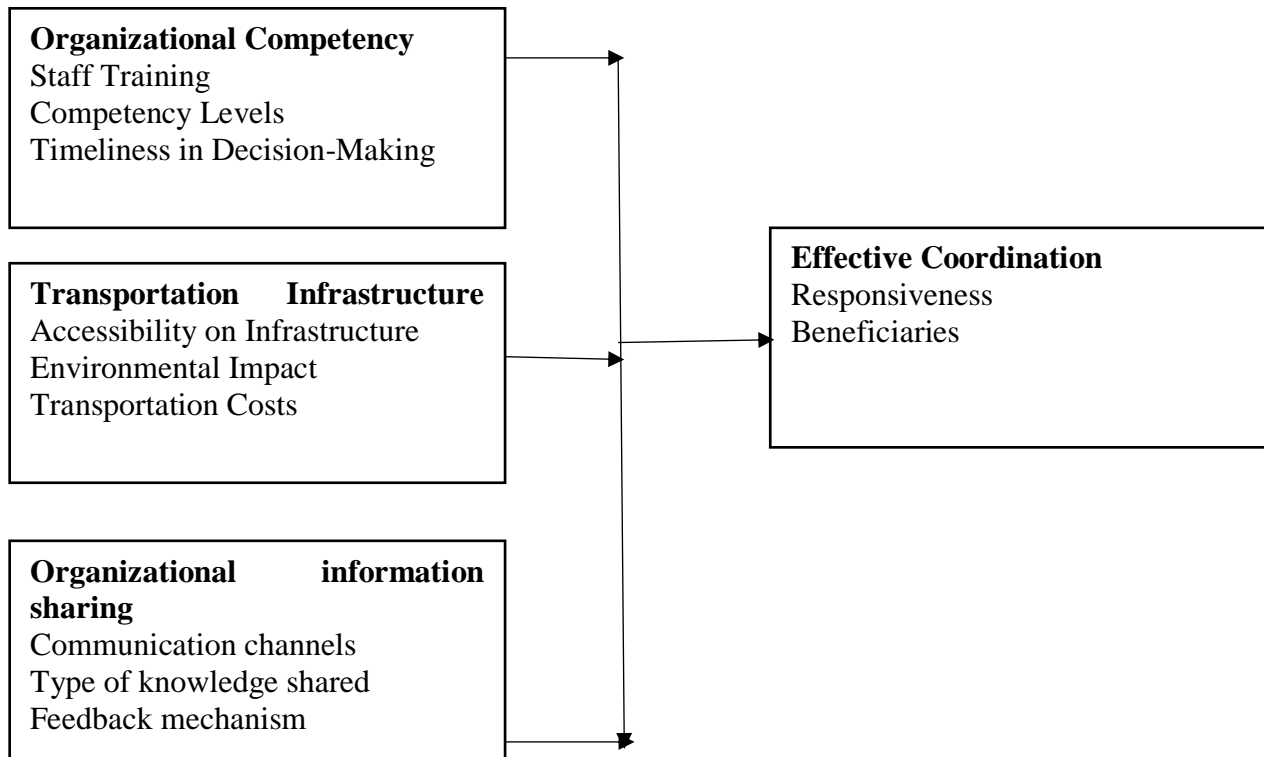 Organizational Competency
Staff Training
Competency Levels
Timeliness in Decision-Making
Transportation Infrastructure
Accessibility on Infrastructure
Environmental Impact
Transportation Costs
Organizational information
sharing
Communication channels
Type of knowledge shared
Feedback mechanism
Effective Coordination
Responsiveness
Beneficiaries